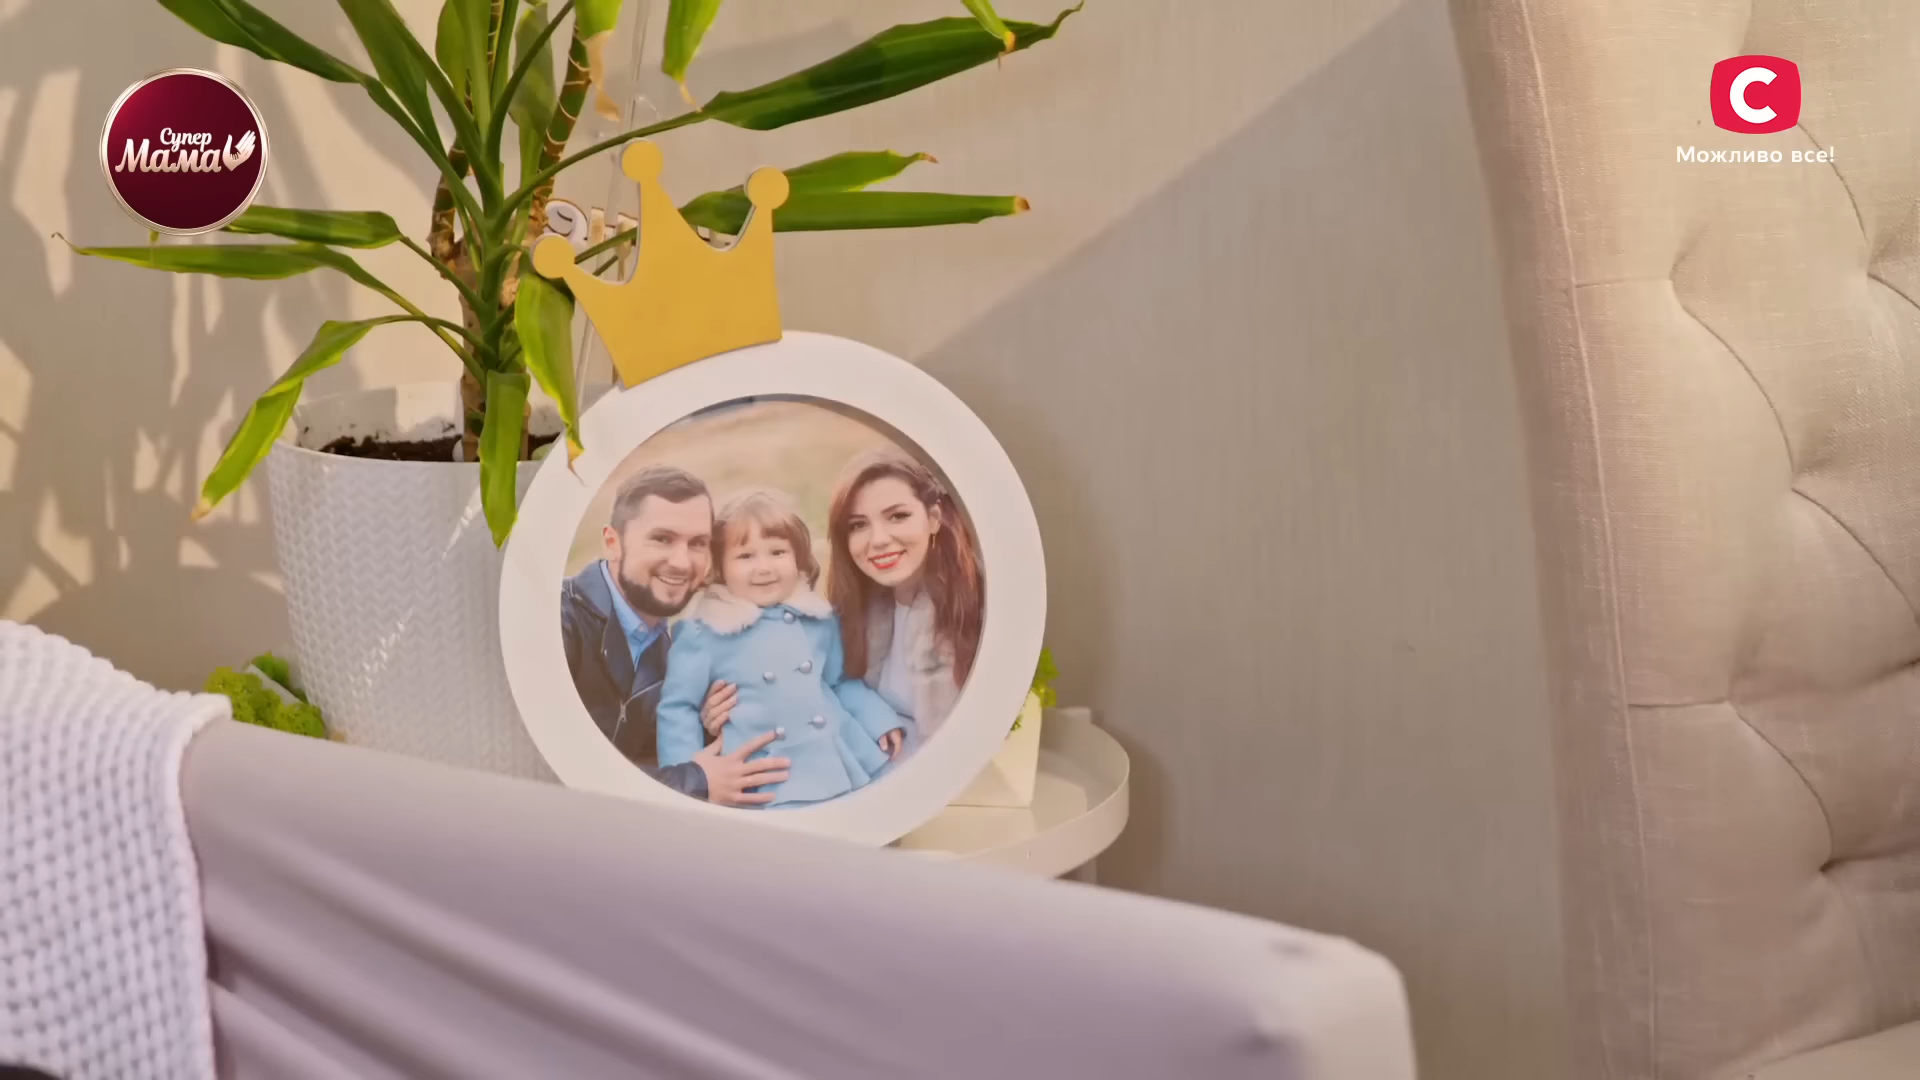 Супер
Мама
Можливо все!